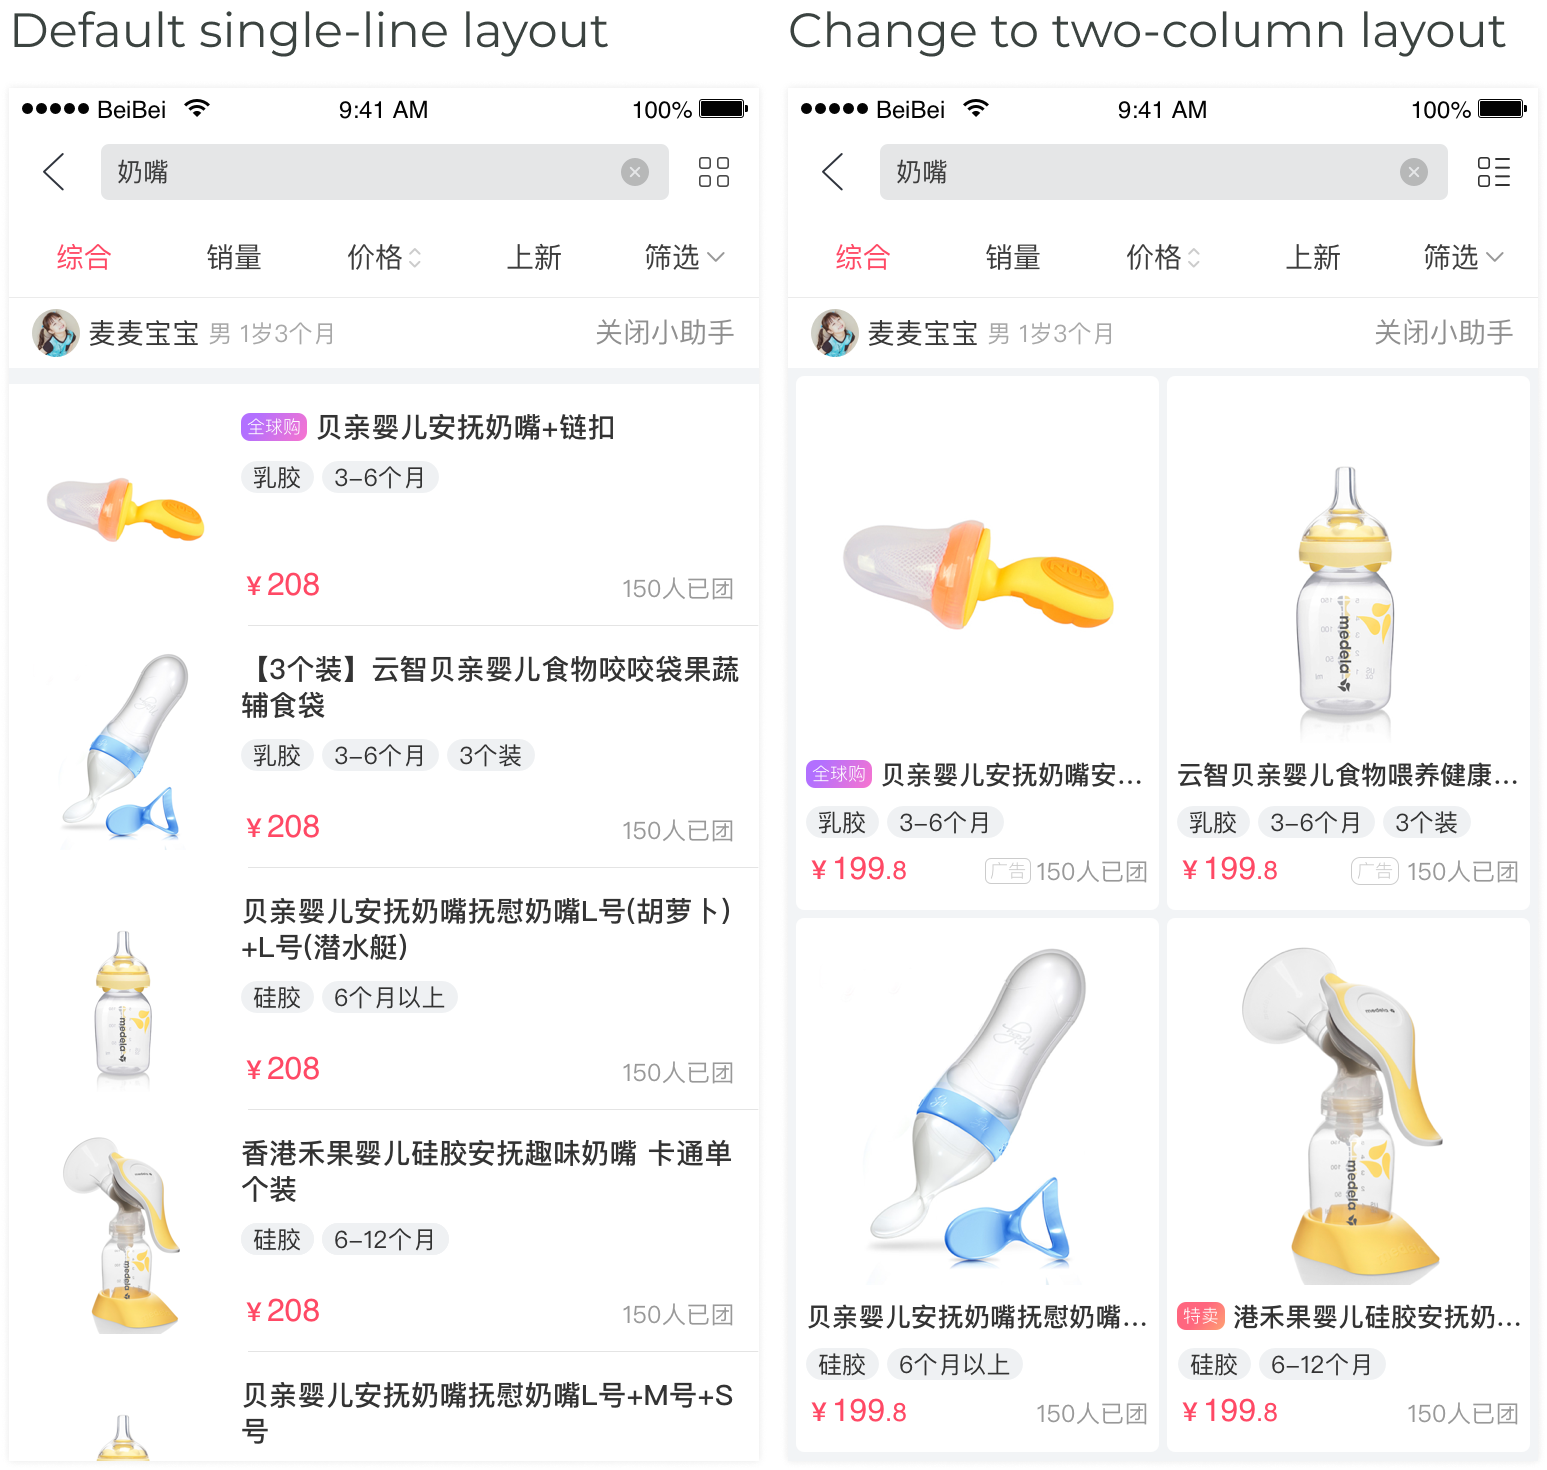 Default single-line layout
BeiBei 9:41 AM 100%
奶嘴
综合 销量 价格 上新 筛选
麦麦宝宝 男 1岁3个月 关闭小助手
全球购 贝亲婴儿安抚奶嘴+链扣
乳胶 3-6个月
¥208 150人已团
【3个装】云智贝亲婴儿食物咬咬袋果蔬
辅食袋
乳胶 3-6个月 3个装
¥208 150人已团
贝亲婴儿安抚奶嘴抚慰奶嘴L号(胡萝卜)
+L号(潜水艇)
medela
硅胶 6个月以上
¥208 150人已团
香港禾果婴儿硅胶安抚趣味奶嘴 卡通单
个装
medela
硅胶 6-12个月
¥208 150人已团
贝亲婴儿安抚奶嘴抚慰奶嘴L号+M号+S
号
Change to two-column layout
BeiBei 9:41 AM 100%
奶嘴
综合 销量 价格 上新 筛选
麦麦宝宝 男 1岁3个月 关闭小助手
medela
全球购 贝亲婴儿安抚奶嘴安...
乳胶 3-6个月
¥199.8 广告 150人已团
云智贝亲婴儿食物喂养健康...
乳胶 3-6个月 3个装
¥199.8 广告 150人已团
贝亲婴儿安抚奶嘴抚慰奶嘴...
硅胶 6个月以上
¥199.8 150人已团
medela
medela
特卖 港禾果婴儿硅胶安抚奶...
硅胶 6-12个月
¥199.8 150人已团